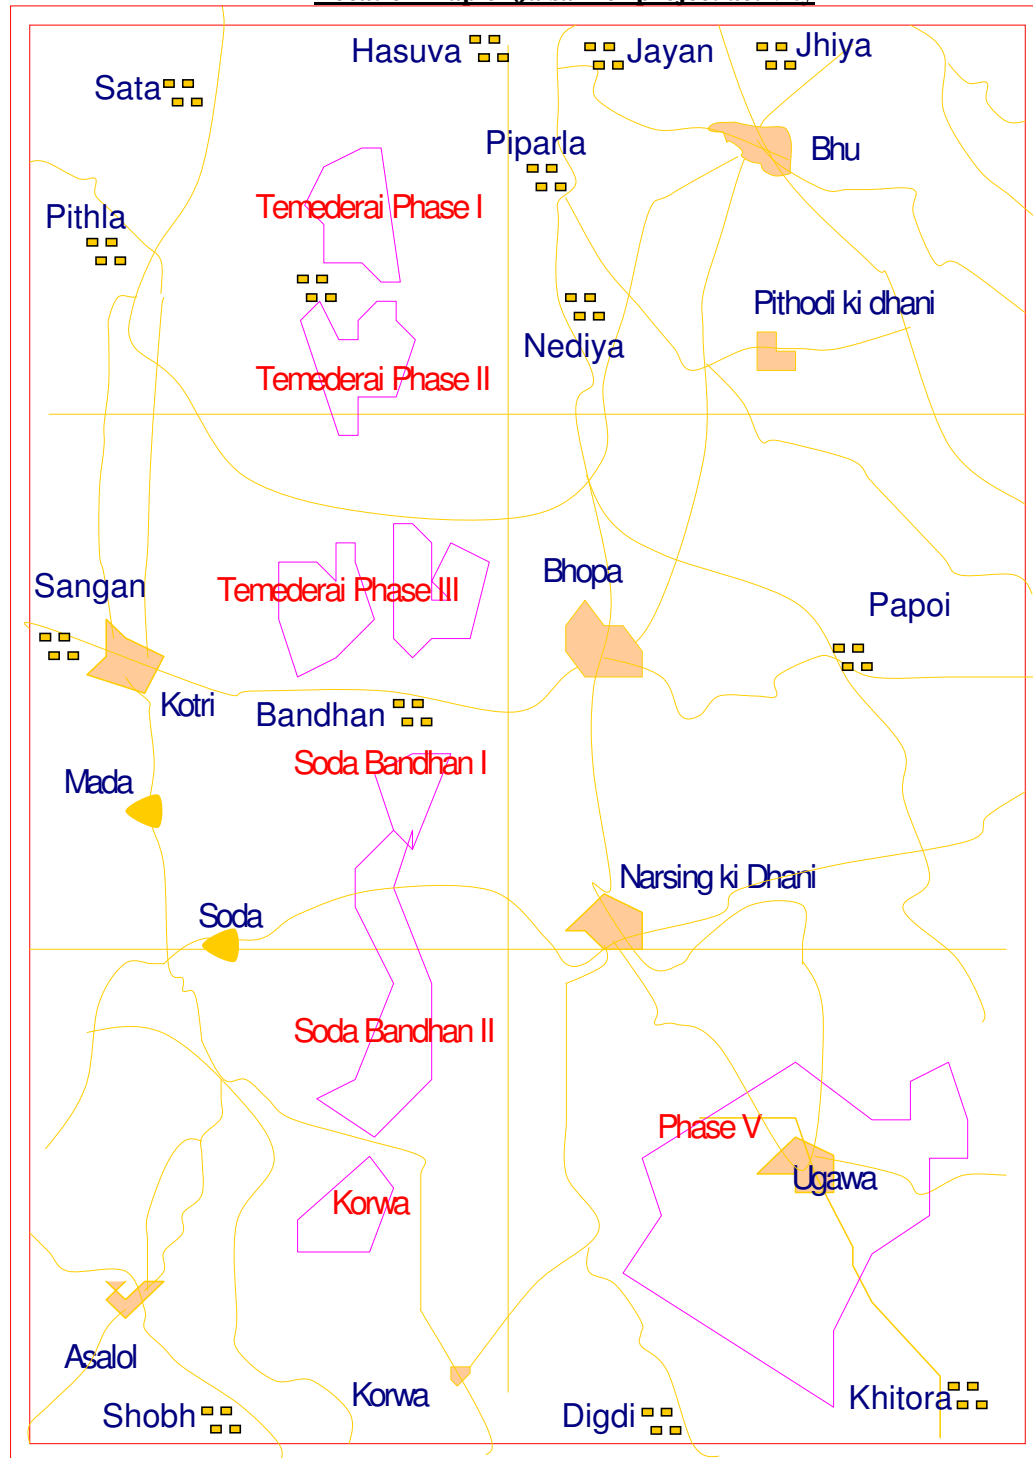 Hasuva
Jayan
Jhiya
Sata
Piparla
Bhu
Temederai Phase I
Pithla
Pithodi ki dhani
Nediya
Temederai Phase II
Bhopa
Sangan
Temederai Phase III
Papoi
Kotri
Bandhan
Soda Bandhan I
Mada
Narsing ki Dhani
Soda
Soda Bandhan II
Phase V
Ugawa
Korwa
Asalol
Korwa
Khitora
Shobh
Digdi